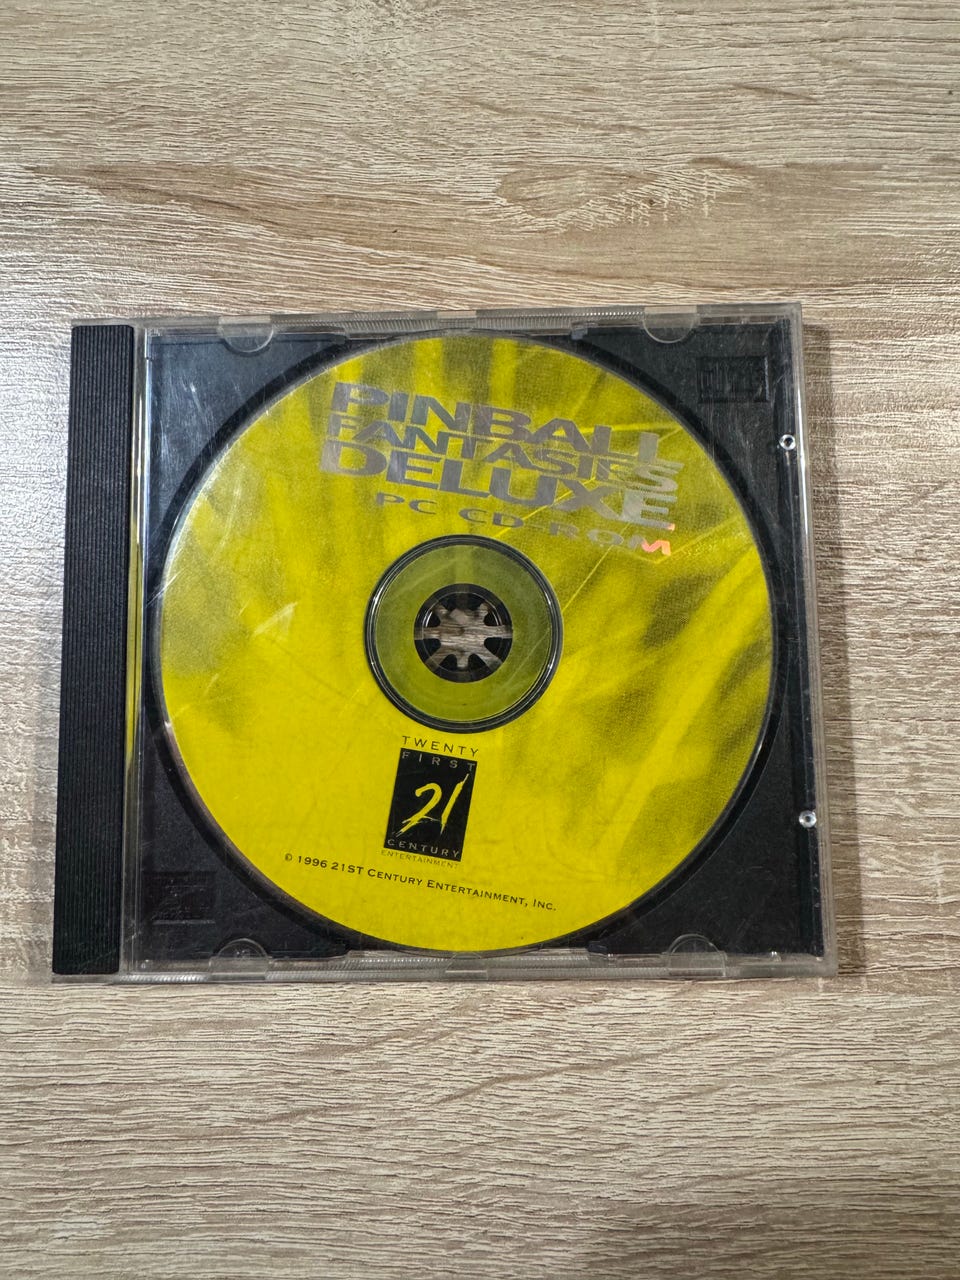 PINBALL
FANTASIES
DELUXE
PC CD-ROM
TWENTY
FIRST
21
CENTURY
ENTERTAINMENT
© 1996 21ST CENTURY ENTERTAINMENT, INC.